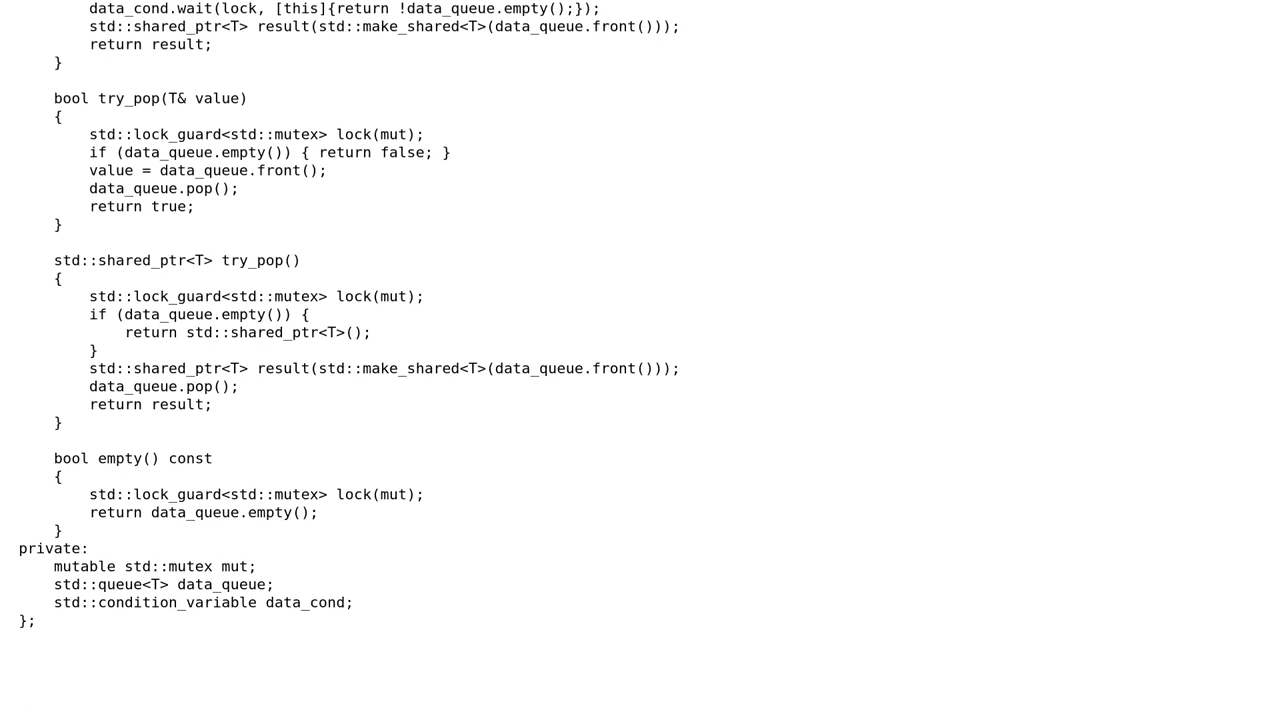 data_cond.wait(lock, [this]{return !data_queue.empty();});
        std::shared_ptr<T> result(std::make_shared<T>(data_queue.front()));
        return result;
    }

    bool try_pop(T& value)
    {
        std::lock_guard<std::mutex> lock(mut);
        if (data_queue.empty()) { return false; }
        value = data_queue.front();
        data_queue.pop();
        return true;
    }

    std::shared_ptr<T> try_pop()
    {
        std::lock_guard<std::mutex> lock(mut);
        if (data_queue.empty()) {
            return std::shared_ptr<T>();
        }
        std::shared_ptr<T> result(std::make_shared<T>(data_queue.front()));
        data_queue.pop();
        return result;
    }

    bool empty() const
    {
        std::lock_guard<std::mutex> lock(mut);
        return data_queue.empty();
    }
private:
    mutable std::mutex mut;
    std::queue<T> data_queue;
    std::condition_variable data_cond;
};